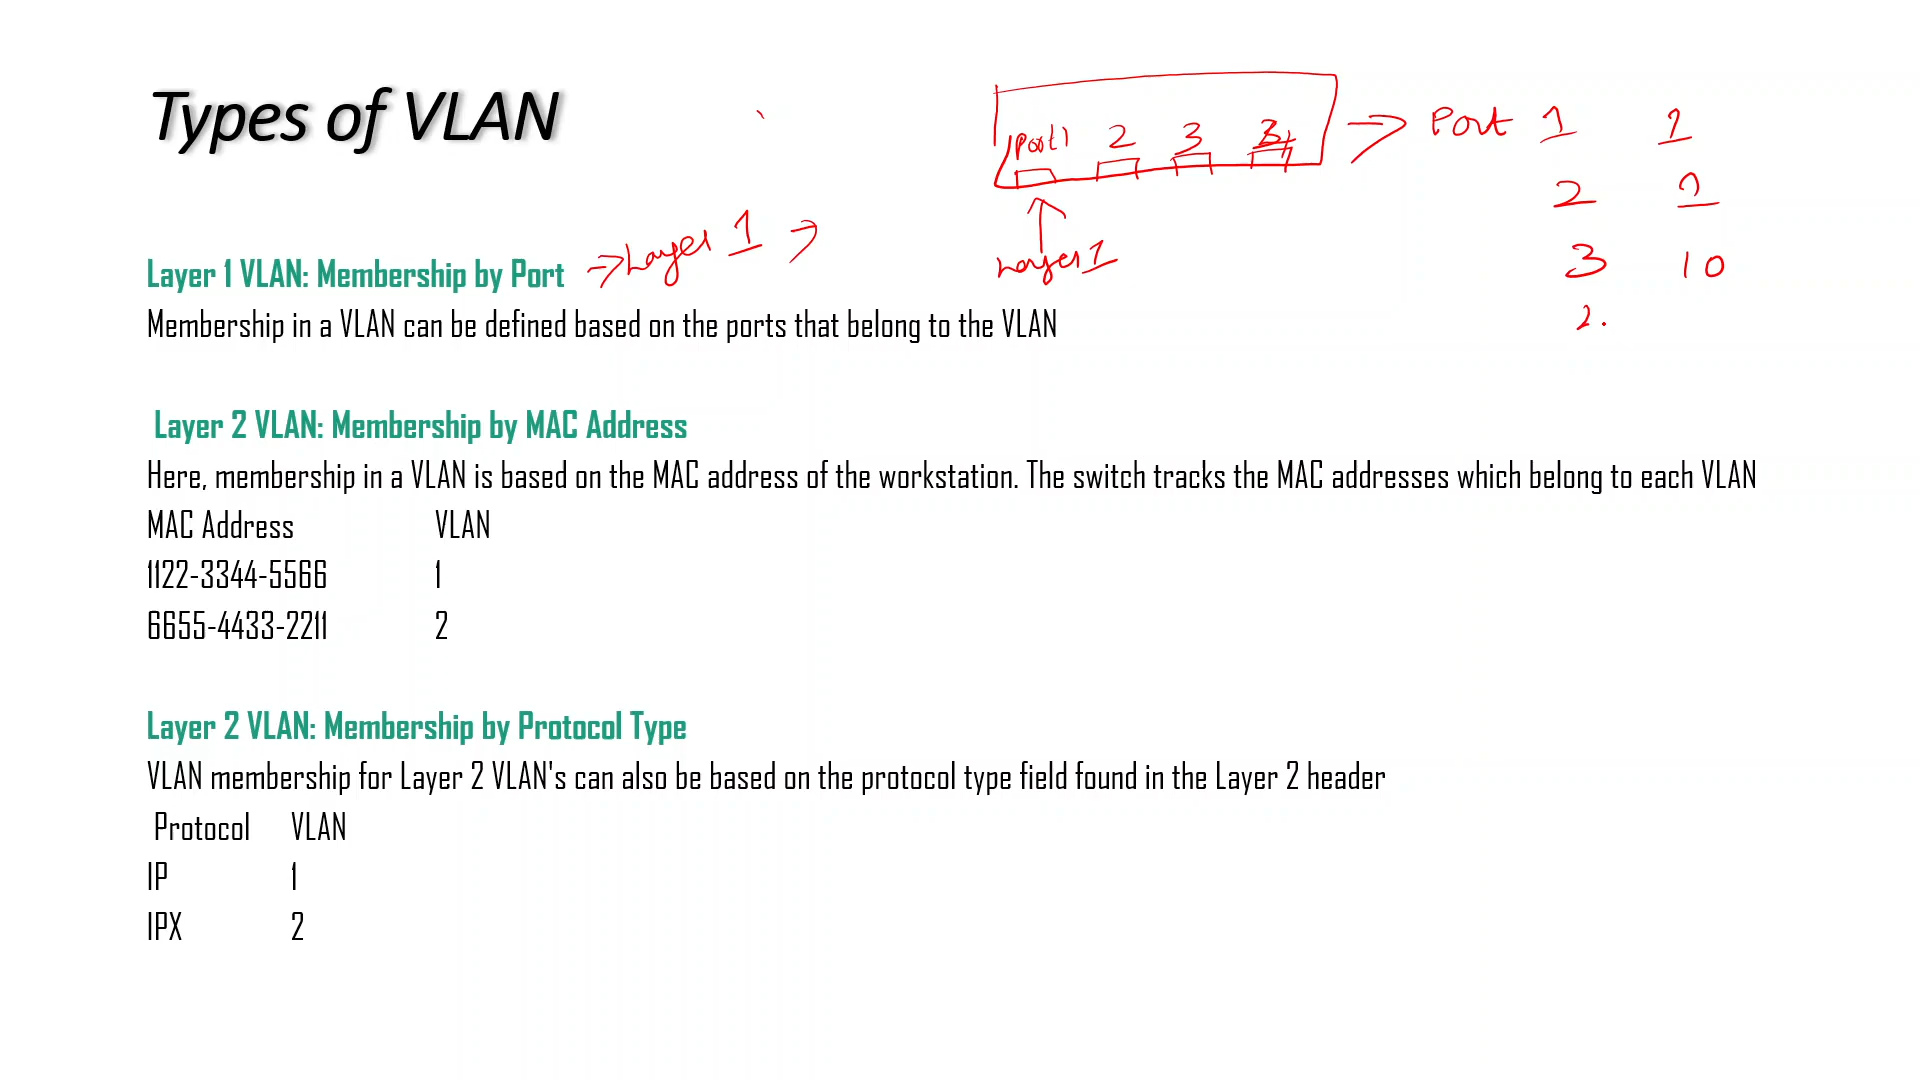 Types of VLAN
Port1 2 3
Port 1 1
2 1
3 10
2.
Layer 1
Layer 1 VLAN: Membership by Port
Layer 1
Membership in a VLAN can be defined based on the ports that belong to the VLAN
Layer 2 VLAN: Membership by MAC Address
Here, membership in a VLAN is based on the MAC address of the workstation. The switch tracks the MAC addresses which belong to each VLAN
MAC Address VLAN
1122-3344-5566 1
6655-4433-2211 2
Layer 2 VLAN: Membership by Protocol Type
VLAN membership for Layer 2 VLAN's can also be based on the protocol type field found in the Layer 2 header
Protocol VLAN
IP 1
IPX 2